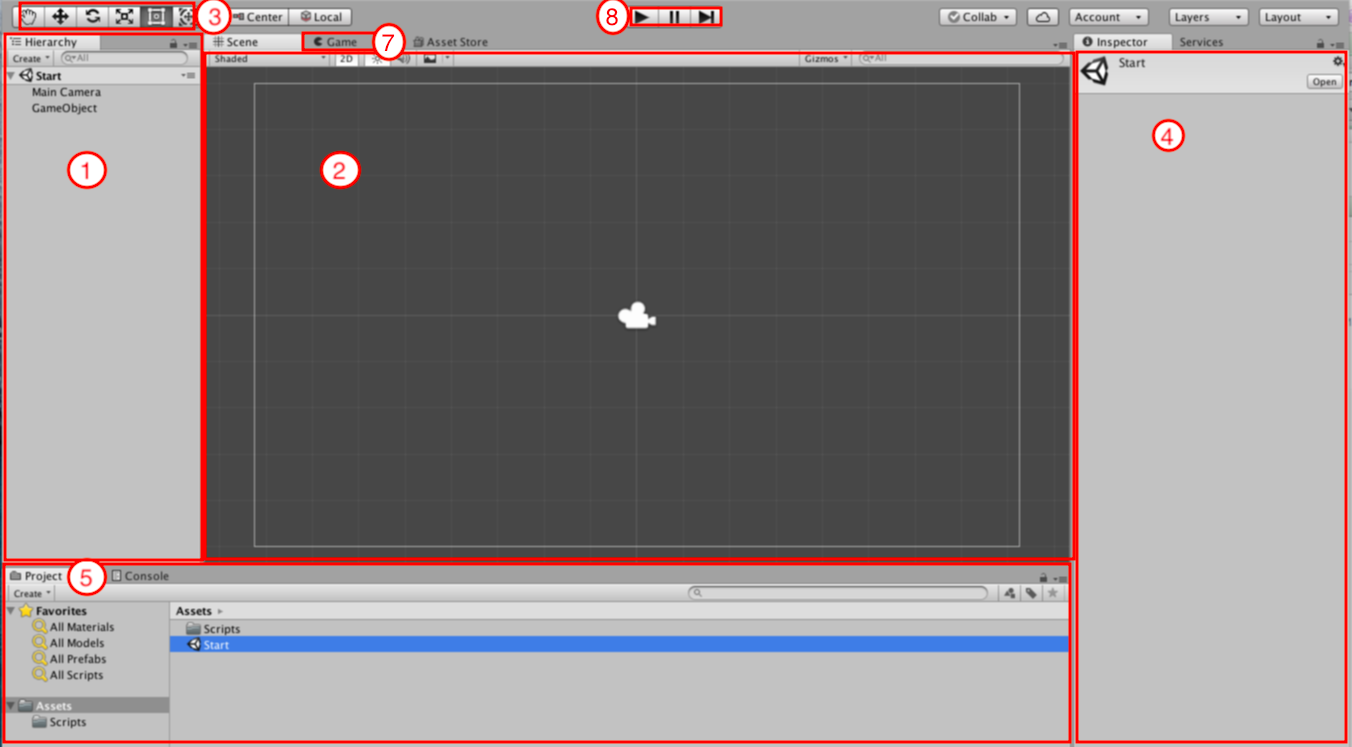 3 Center Local 8 Collab Account Layers Layout
Hierarchy Scene Game 7 Asset Store Inspector Services
Create All Shaded 2D Gizmos All Start
Start Open
Main Camera
GameObject
1 2 4
Project 5 Console
Create
Favorites Assets
All Materials Scripts
All Models Start
All Prefabs
All Scripts
Assets
Scripts